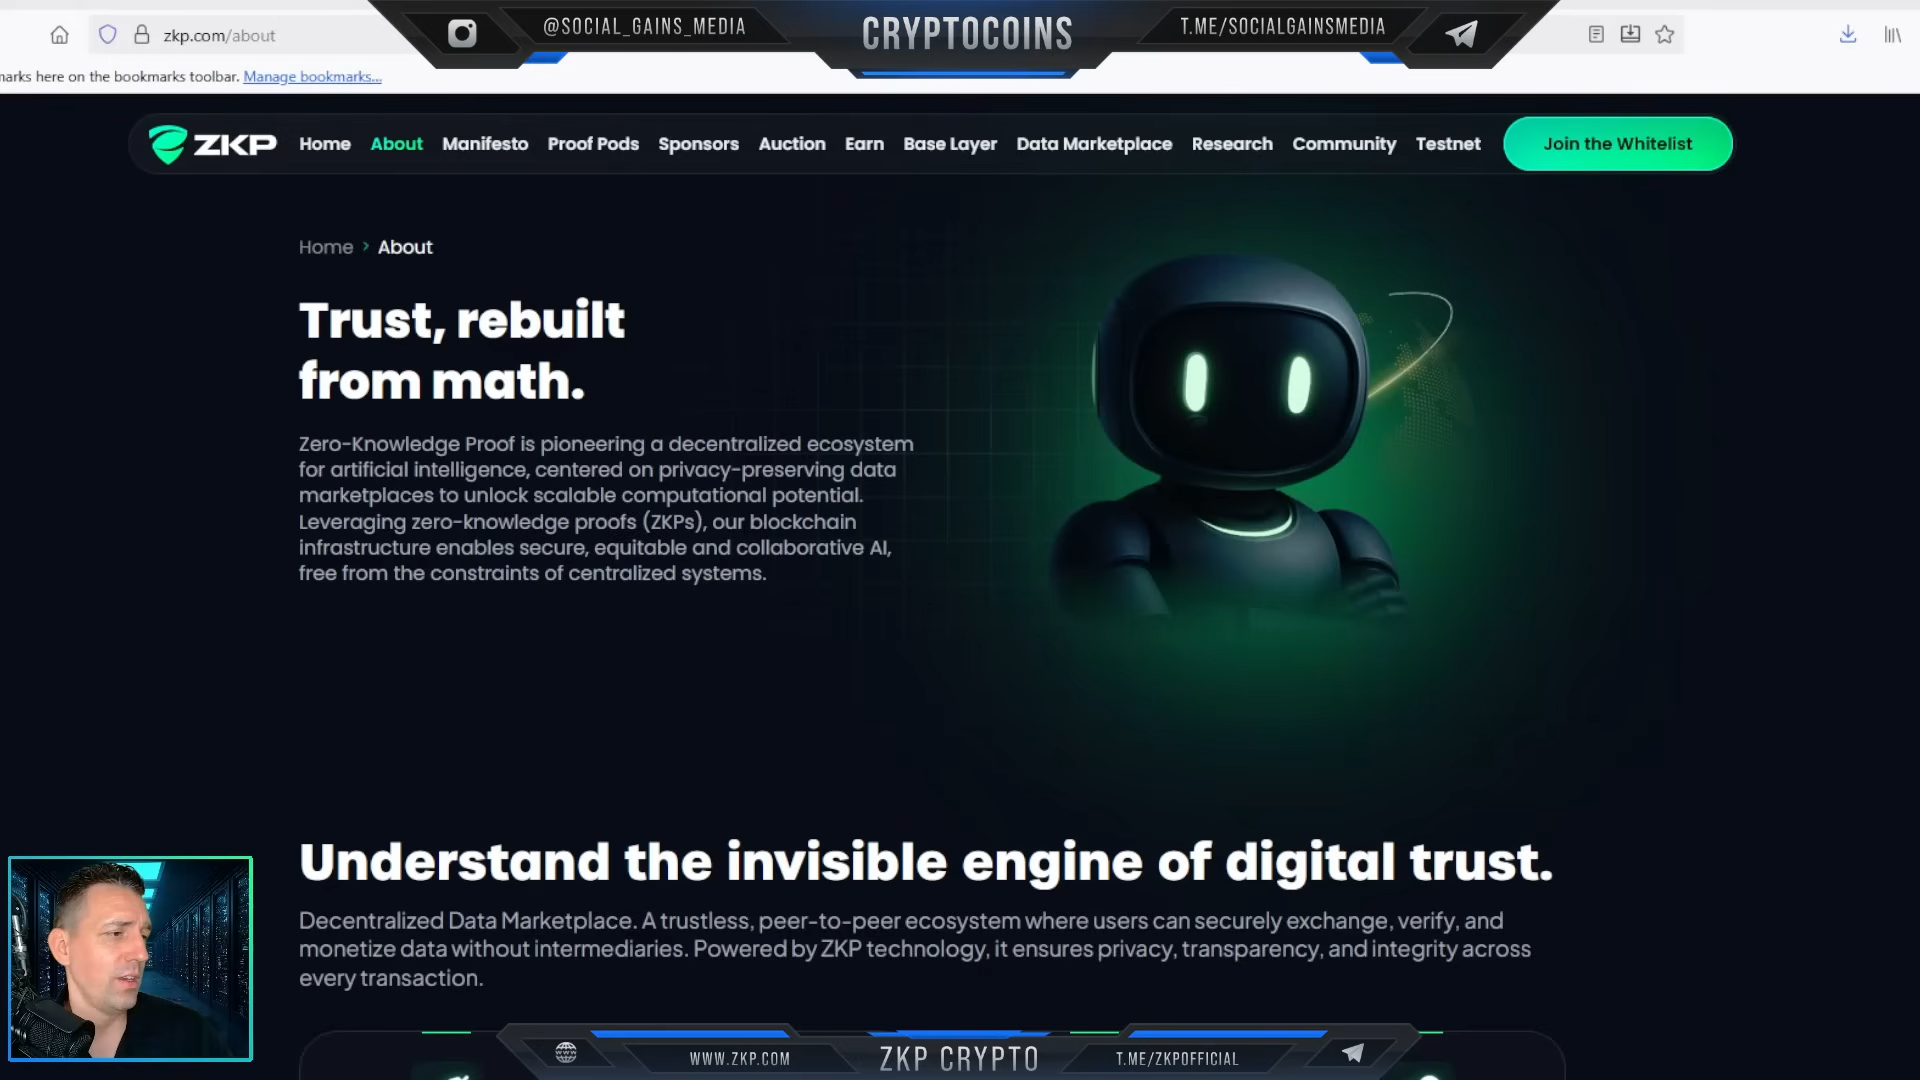 @SOCIAL_GAINS_MEDIA
CRYPTOCOINS
T.ME/SOCIALGAINSMEDIA
zkp.com/about
marks here on the bookmarks toolbar. Manage bookmarks...
ZKP
Home
About
Manifesto
Proof Pods
Sponsors
Auction
Earn
Base Layer
Data Marketplace
Research
Community
Testnet
Join the Whitelist
Home > About
Trust, rebuilt
from math.
Zero-Knowledge Proof is pioneering a decentralized ecosystem
for artificial intelligence, centered on privacy-preserving data
marketplaces to unlock scalable computational potential.
Leveraging zero-knowledge proofs (ZKPs), our blockchain
infrastructure enables secure, equitable and collaborative AI,
free from the constraints of centralized systems.
Understand the invisible engine of digital trust.
Decentralized Data Marketplace. A trustless, peer-to-peer ecosystem where users can securely exchange, verify, and
monetize data without intermediaries. Powered by ZKP technology, it ensures privacy, transparency, and integrity across
every transaction.
WWW.ZKP.COM
ZKP CRYPTO
T.ME/ZKPOFFICIAL